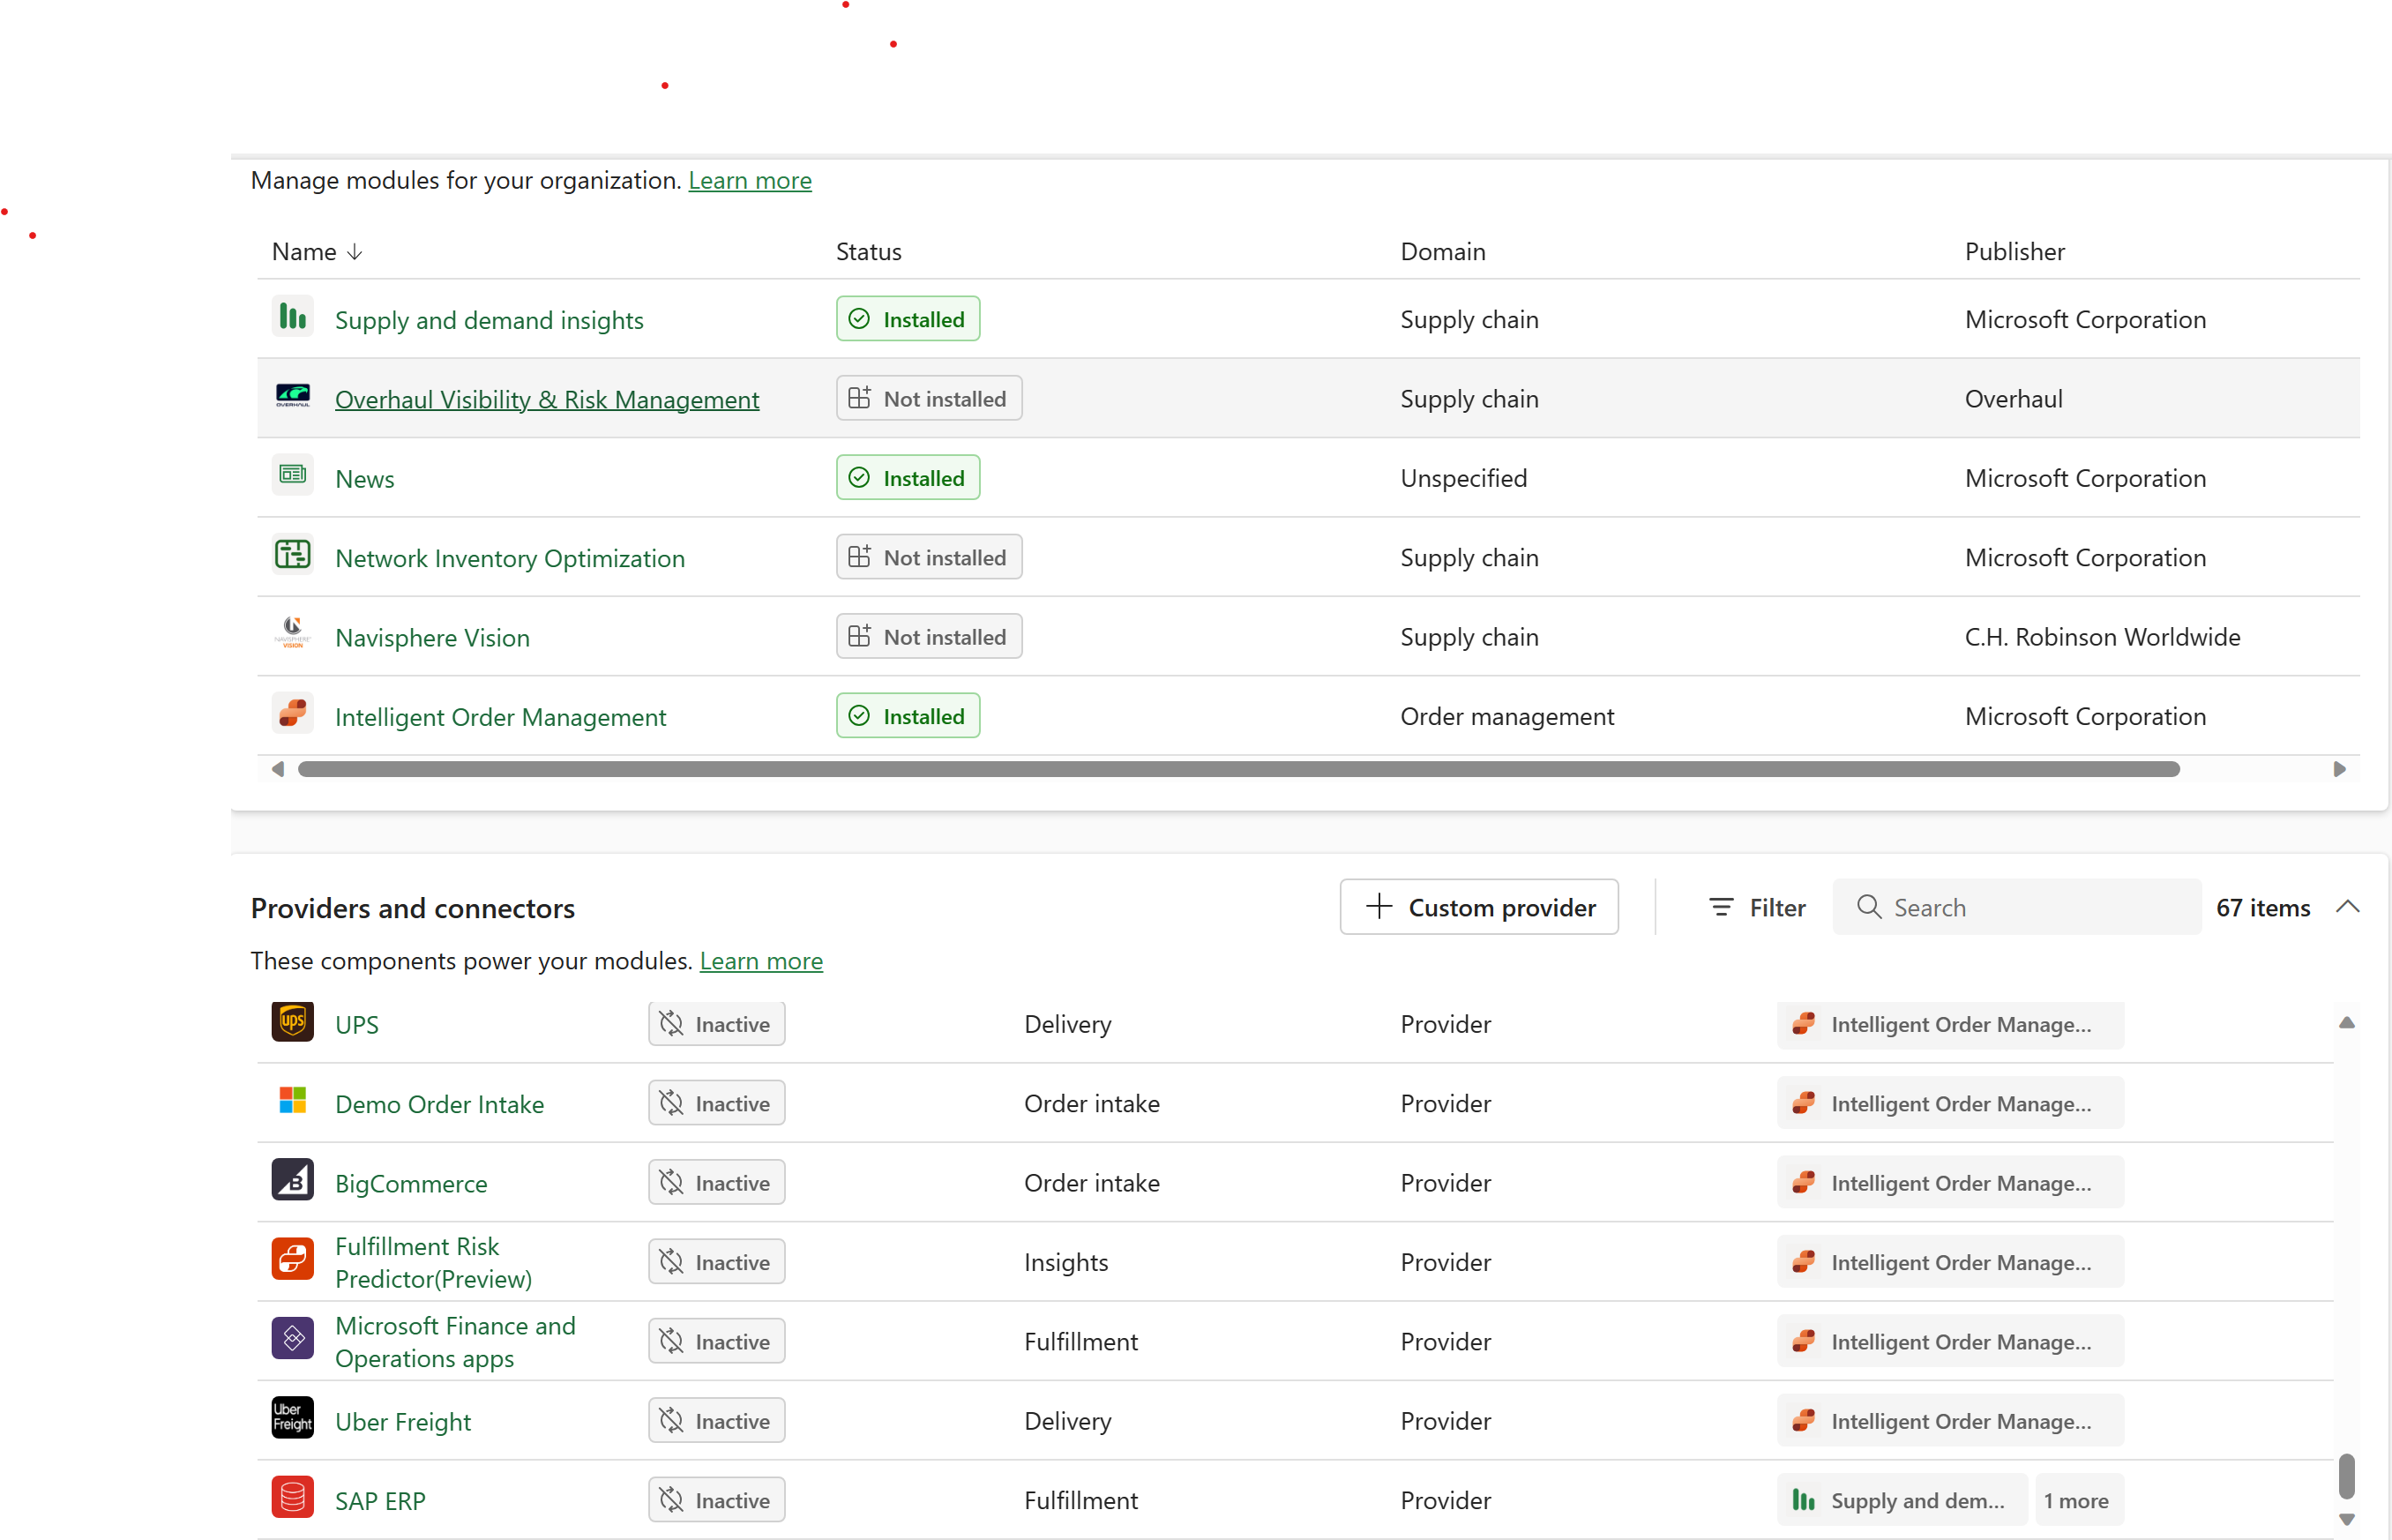 Manage modules for your organization. Learn more
Name Status Domain Publisher
Supply and demand insights Installed Supply chain Microsoft Corporation
OVERHAUL Overhaul Visibility & Risk Management Not installed Supply chain Overhaul
News Installed Unspecified Microsoft Corporation
Network Inventory Optimization Not installed Supply chain Microsoft Corporation
NAVISPHERE VISION Navisphere Vision Not installed Supply chain C.H. Robinson Worldwide
Intelligent Order Management Installed Order management Microsoft Corporation
Providers and connectors Custom provider Filter Search 67 items
These components power your modules. Learn more
ups UPS Inactive Delivery Provider Intelligent Order Manage...
Demo Order Intake Inactive Order intake Provider Intelligent Order Manage...
B BigCommerce Inactive Order intake Provider Intelligent Order Manage...
Fulfillment Risk
Predictor(Preview) Inactive Insights Provider Intelligent Order Manage...
Microsoft Finance and
Operations apps Inactive Fulfillment Provider Intelligent Order Manage...
Uber
Freight Uber Freight Inactive Delivery Provider Intelligent Order Manage...
SAP ERP Inactive Fulfillment Provider Supply and dem... 1 more